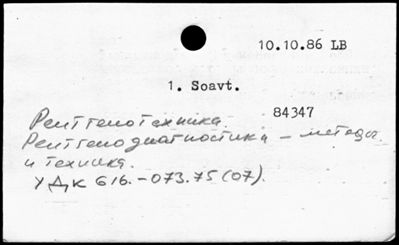 10.10.86 LB
1. Soavt.
84347
Рентгенотехника.
Рентгенодиагностика – методы
и техника.
УДК 616.-073.75(07).